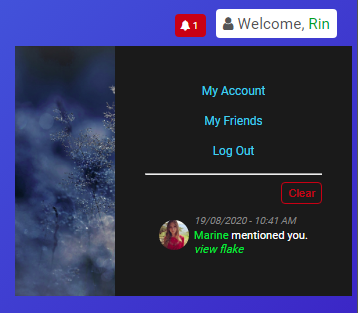 1 Welcome, Rin
My Account
My Friends
Log Out
Clear
19/08/2020 - 10:41 AM
Marine mentioned you.
view flake